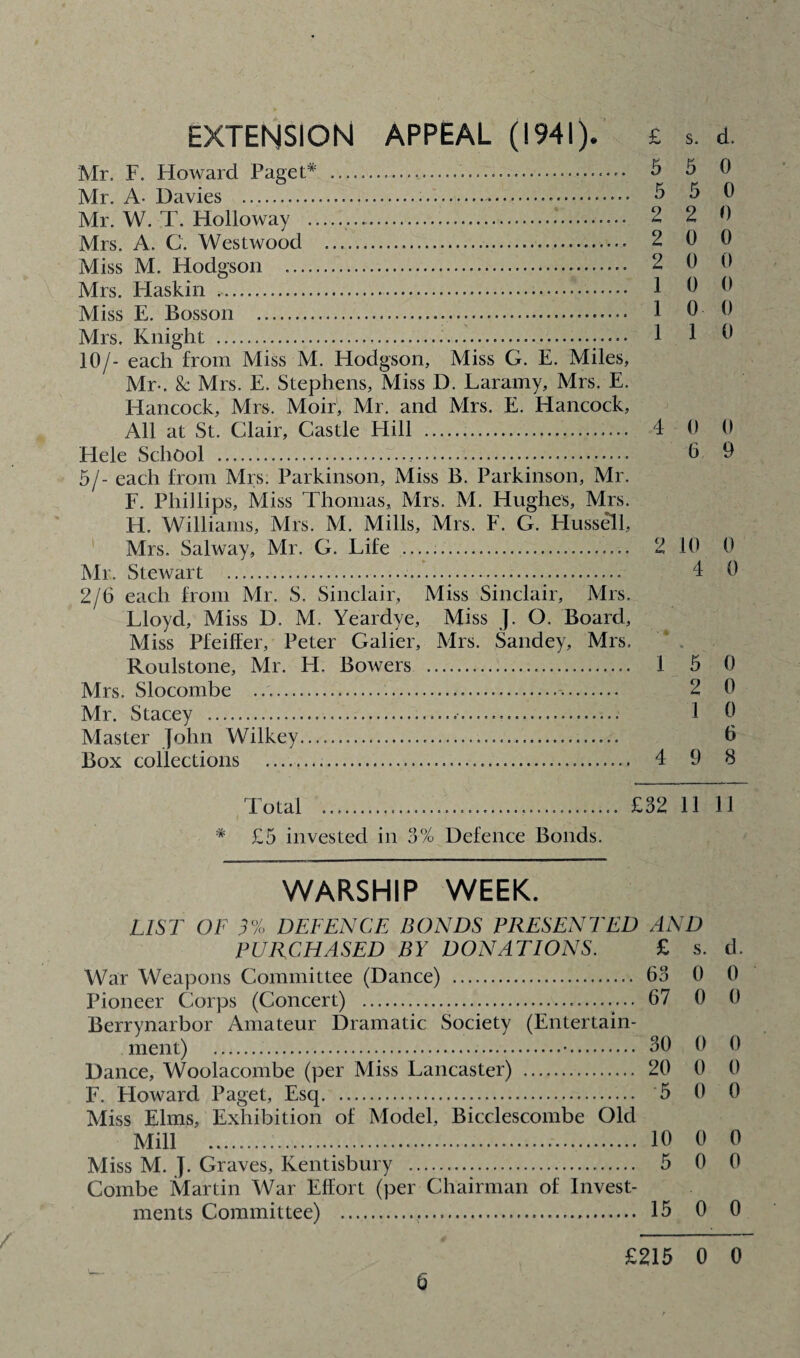 EXTENSION APPEAL (1941). £ s. d.
Mr. F. Howard Paget* ........ 5 5 0
Mr. A. Davies ........ 5 5 0
Mr. W. T. Holloway ........ 2 2 0
Mrs. A. C. Westwood ........ 2 0 0
Miss M. Hodgson ........ 2 0 0
Mrs. Haskin ........ 1 0 0
Miss E. Bosson ........ 1 0 0
Mrs. Knight ........ 1 1 0
10/- each from Miss M. Hodgson, Miss G. E. Miles,
Mr. & Mrs. E. Stephens, Miss D. Laramy, Mrs. E.
Hancock, Mrs. Moir, Mr. and Mrs. E. Hancock,
All at St. Clair, Castle Hill ........ 4 0 0
Hele School ........ 6 9
5/- each from Mrs. Parkinson, Miss B. Parkinson, Mr.
F. Phillips, Miss Thomas, Mrs. M. Hughes, Mrs.
H. Williams, Mrs. M. Mills, Mrs. F. G. Hussell,
Mrs. Salway, Mr. G. Life ........ 2 10 0
Mr. Stewart ........ 4 0
2/6 each from Mr. S. Sinclair, Miss Sinclair, Mrs.
Lloyd, Miss D. M. Yeardye, Miss J. O. Board,
Miss Pfeiffer, Peter Galier, Mrs. Sandey, Mrs.
Roulstone, Mr. H. Bowers ........ 1 5 0
Mrs. Slocombe ........ 2 0
Mr. Stacey ........ 1 0
Master John Wilkey ........ 6
Box collections ........ 4 9 8
Total ........ £32 11 11
* £5 invested in 3% Defence Bonds.
WARSHIP WEEK.
LIST OF 3% DEFENCE BONDS PRESENTED AND
PURCHASED BY DONATIONS. £ s. d.
War Weapons Committee (Dance) ........ 63 0 0
Pioneer Corps (Concert) ........ 67 0 0
Berrynarbor Amateur Dramatic Society (Entertain-
ment) ........ 30 0 0
Dance, Woolacombe (per Miss Lancaster) ........ 20 0 0
F. Howard Paget, Esq. ........ 5 0 0
Miss Elms, Exhibition of Model, Bicclescombe Old
Mill ........ 10 0 0
Miss M. J. Graves, Kentisbury ........ 5 0 0
Combe Martin War Effort (per Chairman of Invest-
ments Committee) ........ 15 0 0
£215 0 0
6